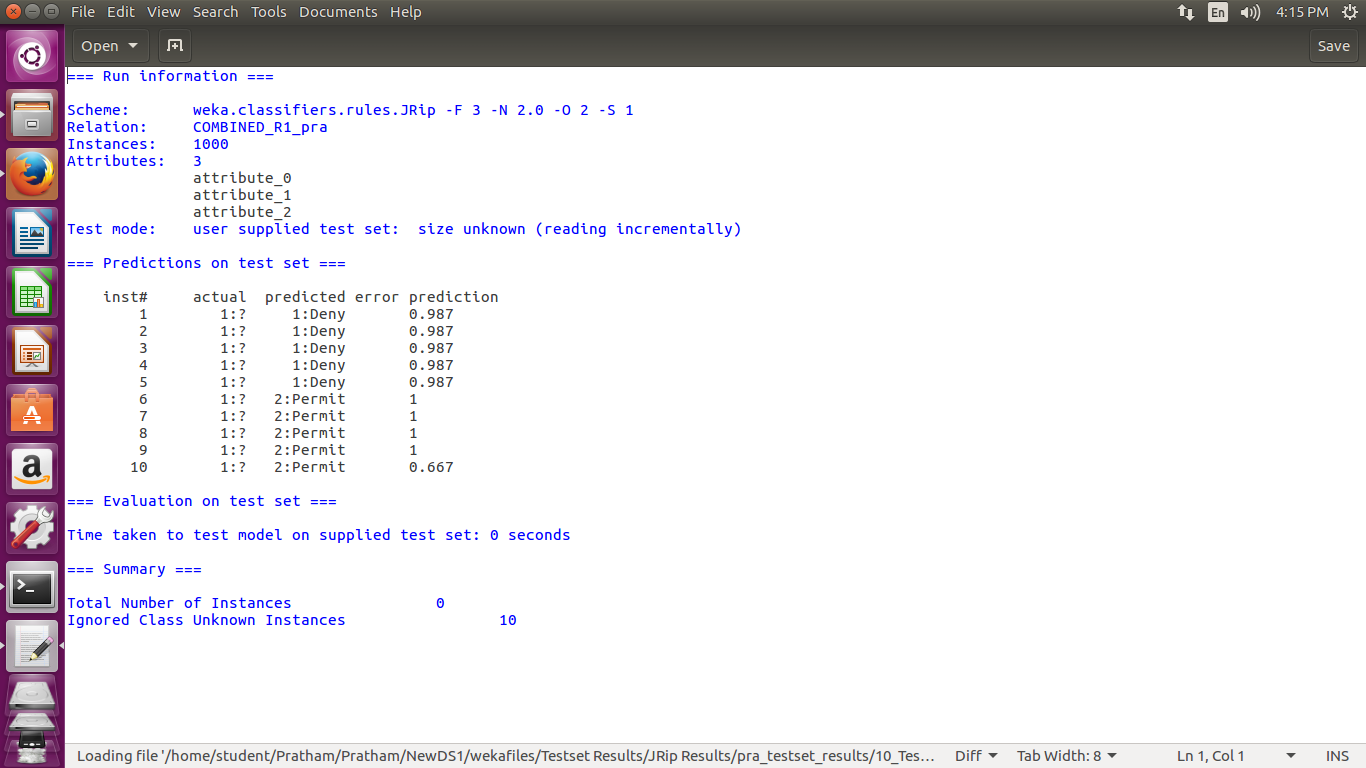 File Edit View Search Tools Documents Help En 4:15 PM
Open Save
=== Run information ===
Scheme: weka.classifiers.rules.JRip -F 3 -N 2.0 -O 2 -S 1
Relation: COMBINED_R1_pra
Instances: 1000
Attributes: 3
attribute_0
attribute_1
attribute_2
Test mode: user supplied test set: size unknown (reading incrementally)
=== Predictions on test set ===
inst# actual predicted error prediction
1 1:? 1:Deny 0.987
2 1:? 1:Deny 0.987
3 1:? 1:Deny 0.987
4 1:? 1:Deny 0.987
5 1:? 1:Deny 0.987
6 1:? 2:Permit 1
7 1:? 2:Permit 1
8 1:? 2:Permit 1
9 1:? 2:Permit 1
10 1:? 2:Permit 0.667
=== Evaluation on test set ===
Time taken to test model on supplied test set: 0 seconds
=== Summary ===
Total Number of Instances 0
Ignored Class Unknown Instances 10
Loading file '/home/student/Pratham/Pratham/NewDS1/wekafiles/Testset Results/JRip Results/pra_testset_results/10_Tes… Diff Tab Width: 8 Ln 1, Col 1 INS